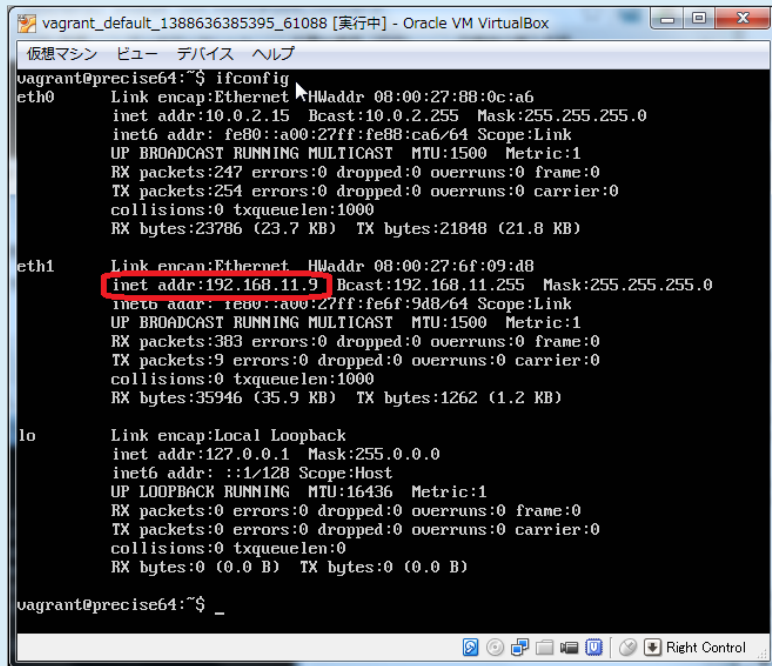 vagrant_default_1388636385395_61088 [実行中] - Oracle VM VirtualBox
仮想マシン ビュー デバイス ヘルプ
vagrant@precise64:~$ ifconfig
eth0 Link encap:Ethernet HWaddr 08:00:27:88:0c:a6
inet addr:10.0.2.15 Bcast:10.0.2.255 Mask:255.255.255.0
inet6 addr: fe80::a00:27ff:fe88:ca6/64 Scope:Link
UP BROADCAST RUNNING MULTICAST MTU:1500 Metric:1
RX packets:247 errors:0 dropped:0 overruns:0 frame:0
TX packets:254 errors:0 dropped:0 overruns:0 carrier:0
collisions:0 txqueuelen:1000
RX bytes:23786 (23.7 KB) TX bytes:21848 (21.8 KB)
eth1 Link encap:Ethernet HWaddr 08:00:27:6f:09:d8
inet addr:192.168.11.9 Bcast:192.168.11.255 Mask:255.255.255.0
inet6 addr: fe80::a00:27ff:fe6f:9d8/64 Scope:Link
UP BROADCAST RUNNING MULTICAST MTU:1500 Metric:1
RX packets:383 errors:0 dropped:0 overruns:0 frame:0
TX packets:9 errors:0 dropped:0 overruns:0 carrier:0
collisions:0 txqueuelen:1000
RX bytes:35946 (35.9 KB) TX bytes:1262 (1.2 KB)
lo Link encap:Local Loopback
inet addr:127.0.0.1 Mask:255.0.0.0
inet6 addr: ::1/128 Scope:Host
UP LOOPBACK RUNNING MTU:16436 Metric:1
RX packets:0 errors:0 dropped:0 overruns:0 frame:0
TX packets:0 errors:0 dropped:0 overruns:0 carrier:0
collisions:0 txqueuelen:0
RX bytes:0 (0.0 B) TX bytes:0 (0.0 B)
vagrant@precise64:~$ _
Right Control